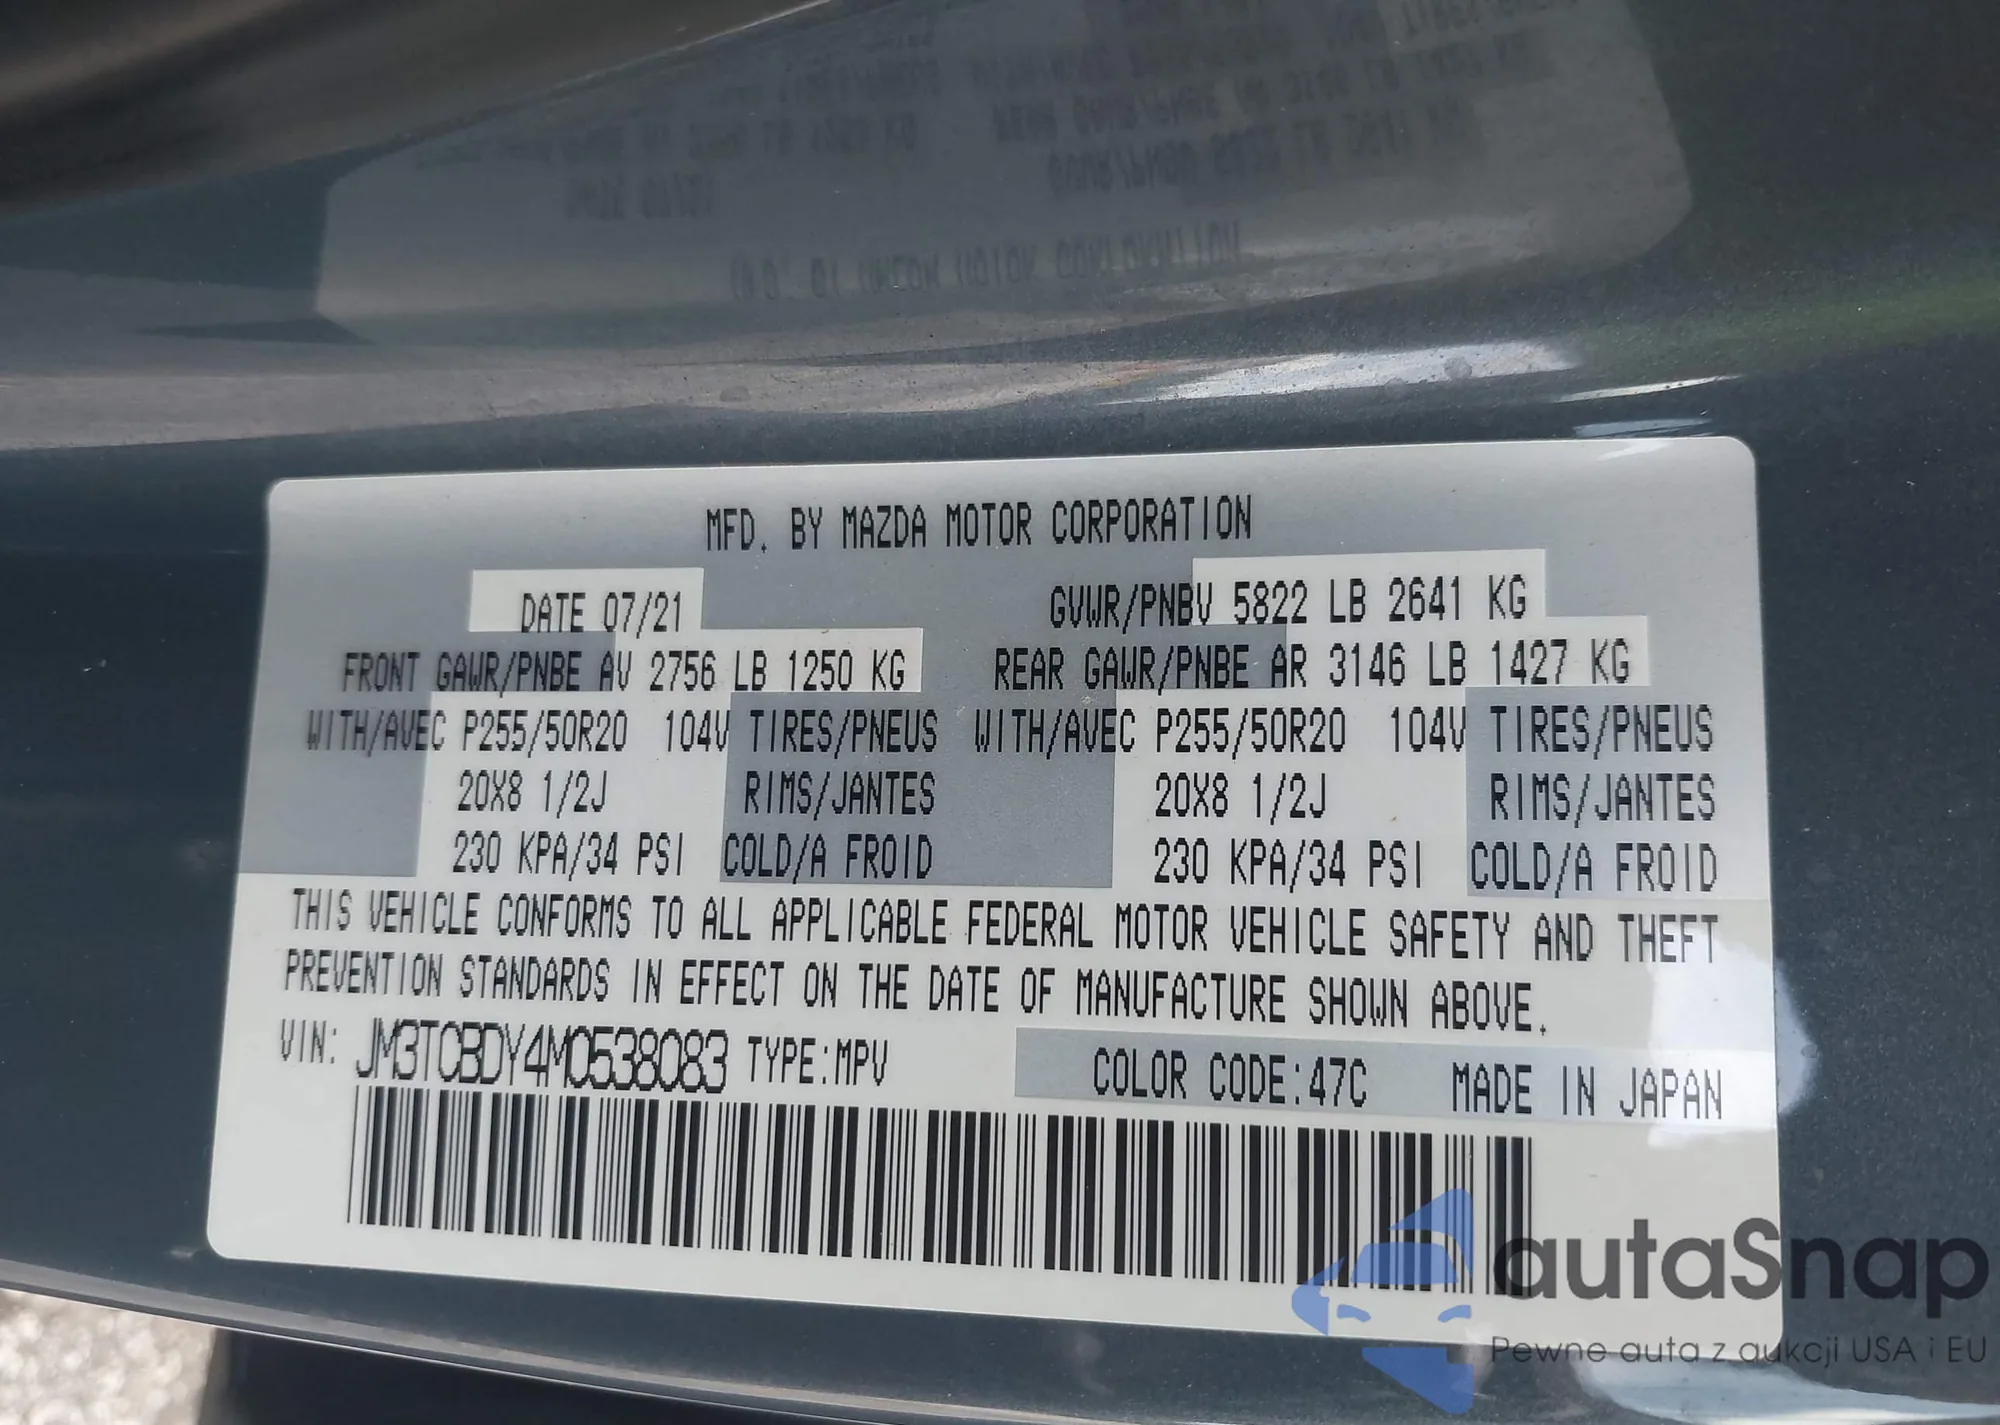 MFD. BY MAZDA MOTOR CORPORATION
DATE 07/21 GVWR/PNBV 5822 LB 2641 KG
FRONT GAWR/PNBE AV 2756 LB 1250 KG REAR GAWR/PNBE AR 3146 LB 1427 KG
WITH/AVEC P255/50R20 104V TIRES/PNEUS WITH/AVEC P255/50R20 104V TIRES/PNEUS
20X8 1/2J RIMS/JANTES 20X8 1/2J RIMS/JANTES
230 KPA/34 PSI COLD/A FROID 230 KPA/34 PSI COLD/A FROID
THIS VEHICLE CONFORMS TO ALL APPLICABLE FEDERAL MOTOR VEHICLE SAFETY AND THEFT
PREVENTION STANDARDS IN EFFECT ON THE DATE OF MANUFACTURE SHOWN ABOVE.
VIN: JM3TCBDY4M0538083 TYPE:MPV COLOR CODE:47C MADE IN JAPAN
autaSnap
Pewne auta z aukcji USA i EU